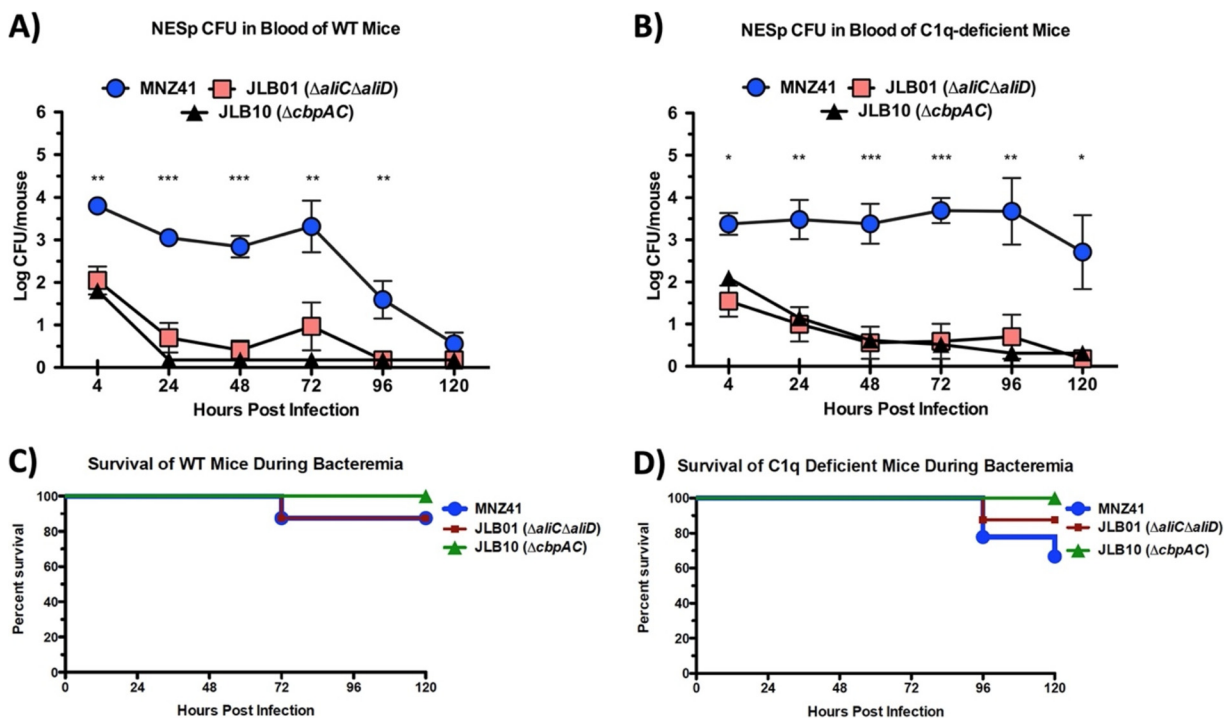 A)
NESp CFU in Blood of WT Mice
MNZ41
JLB01 (ΔaliCΔaliD)
JLB10 (ΔcbpAC)
Log CFU/mouse
6
5
4
3
2
1
0
** *** *** ** **
4 24 48 72 96 120
Hours Post Infection
B)
NESp CFU in Blood of C1q-deficient Mice
MNZ41
JLB01 (ΔaliCΔaliD)
JLB10 (ΔcbpAC)
Log CFU/mouse
6
5
4
3
2
1
0
* ** *** *** ** *
4 24 48 72 96 120
Hours Post Infection
C)
Survival of WT Mice During Bacteremia
Percent survival
100
80
60
40
20
0
0 24 48 72 96 120
Hours Post Infection
MNZ41
JLB01 (ΔaliCΔaliD)
JLB10 (ΔcbpAC)
D)
Survival of C1q Deficient Mice During Bacteremia
Percent survival
100
80
60
40
20
0
0 24 48 72 96 120
Hours Post Infection
MNZ41
JLB01 (ΔaliCΔaliD)
JLB10 (ΔcbpAC)